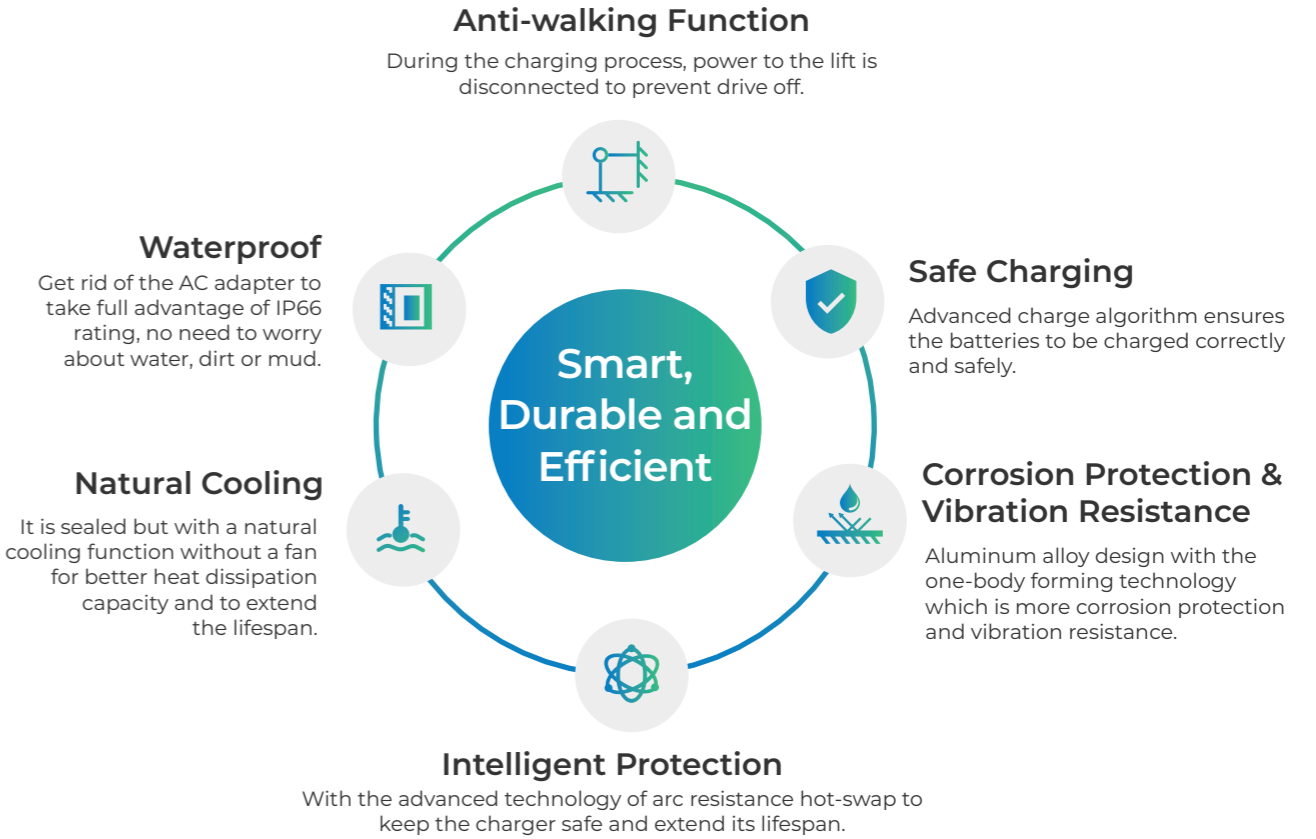 Anti-walking Function
During the charging process, power to the lift is
disconnected to prevent drive off.
Waterproof
Get rid of the AC adapter to
take full advantage of IP66
rating, no need to worry
about water, dirt or mud.
Safe Charging
Advanced charge algorithm ensures
the batteries to be charged correctly
and safely.
Smart,
Durable and
Efficient
Natural Cooling
It is sealed but with a natural
cooling function without a fan
for better heat dissipation
capacity and to extend
the lifespan.
Corrosion Protection &
Vibration Resistance
Aluminum alloy design with the
one-body forming technology
which is more corrosion protection
and vibration resistance.
Intelligent Protection
With the advanced technology of arc resistance hot-swap to
keep the charger safe and extend its lifespan.